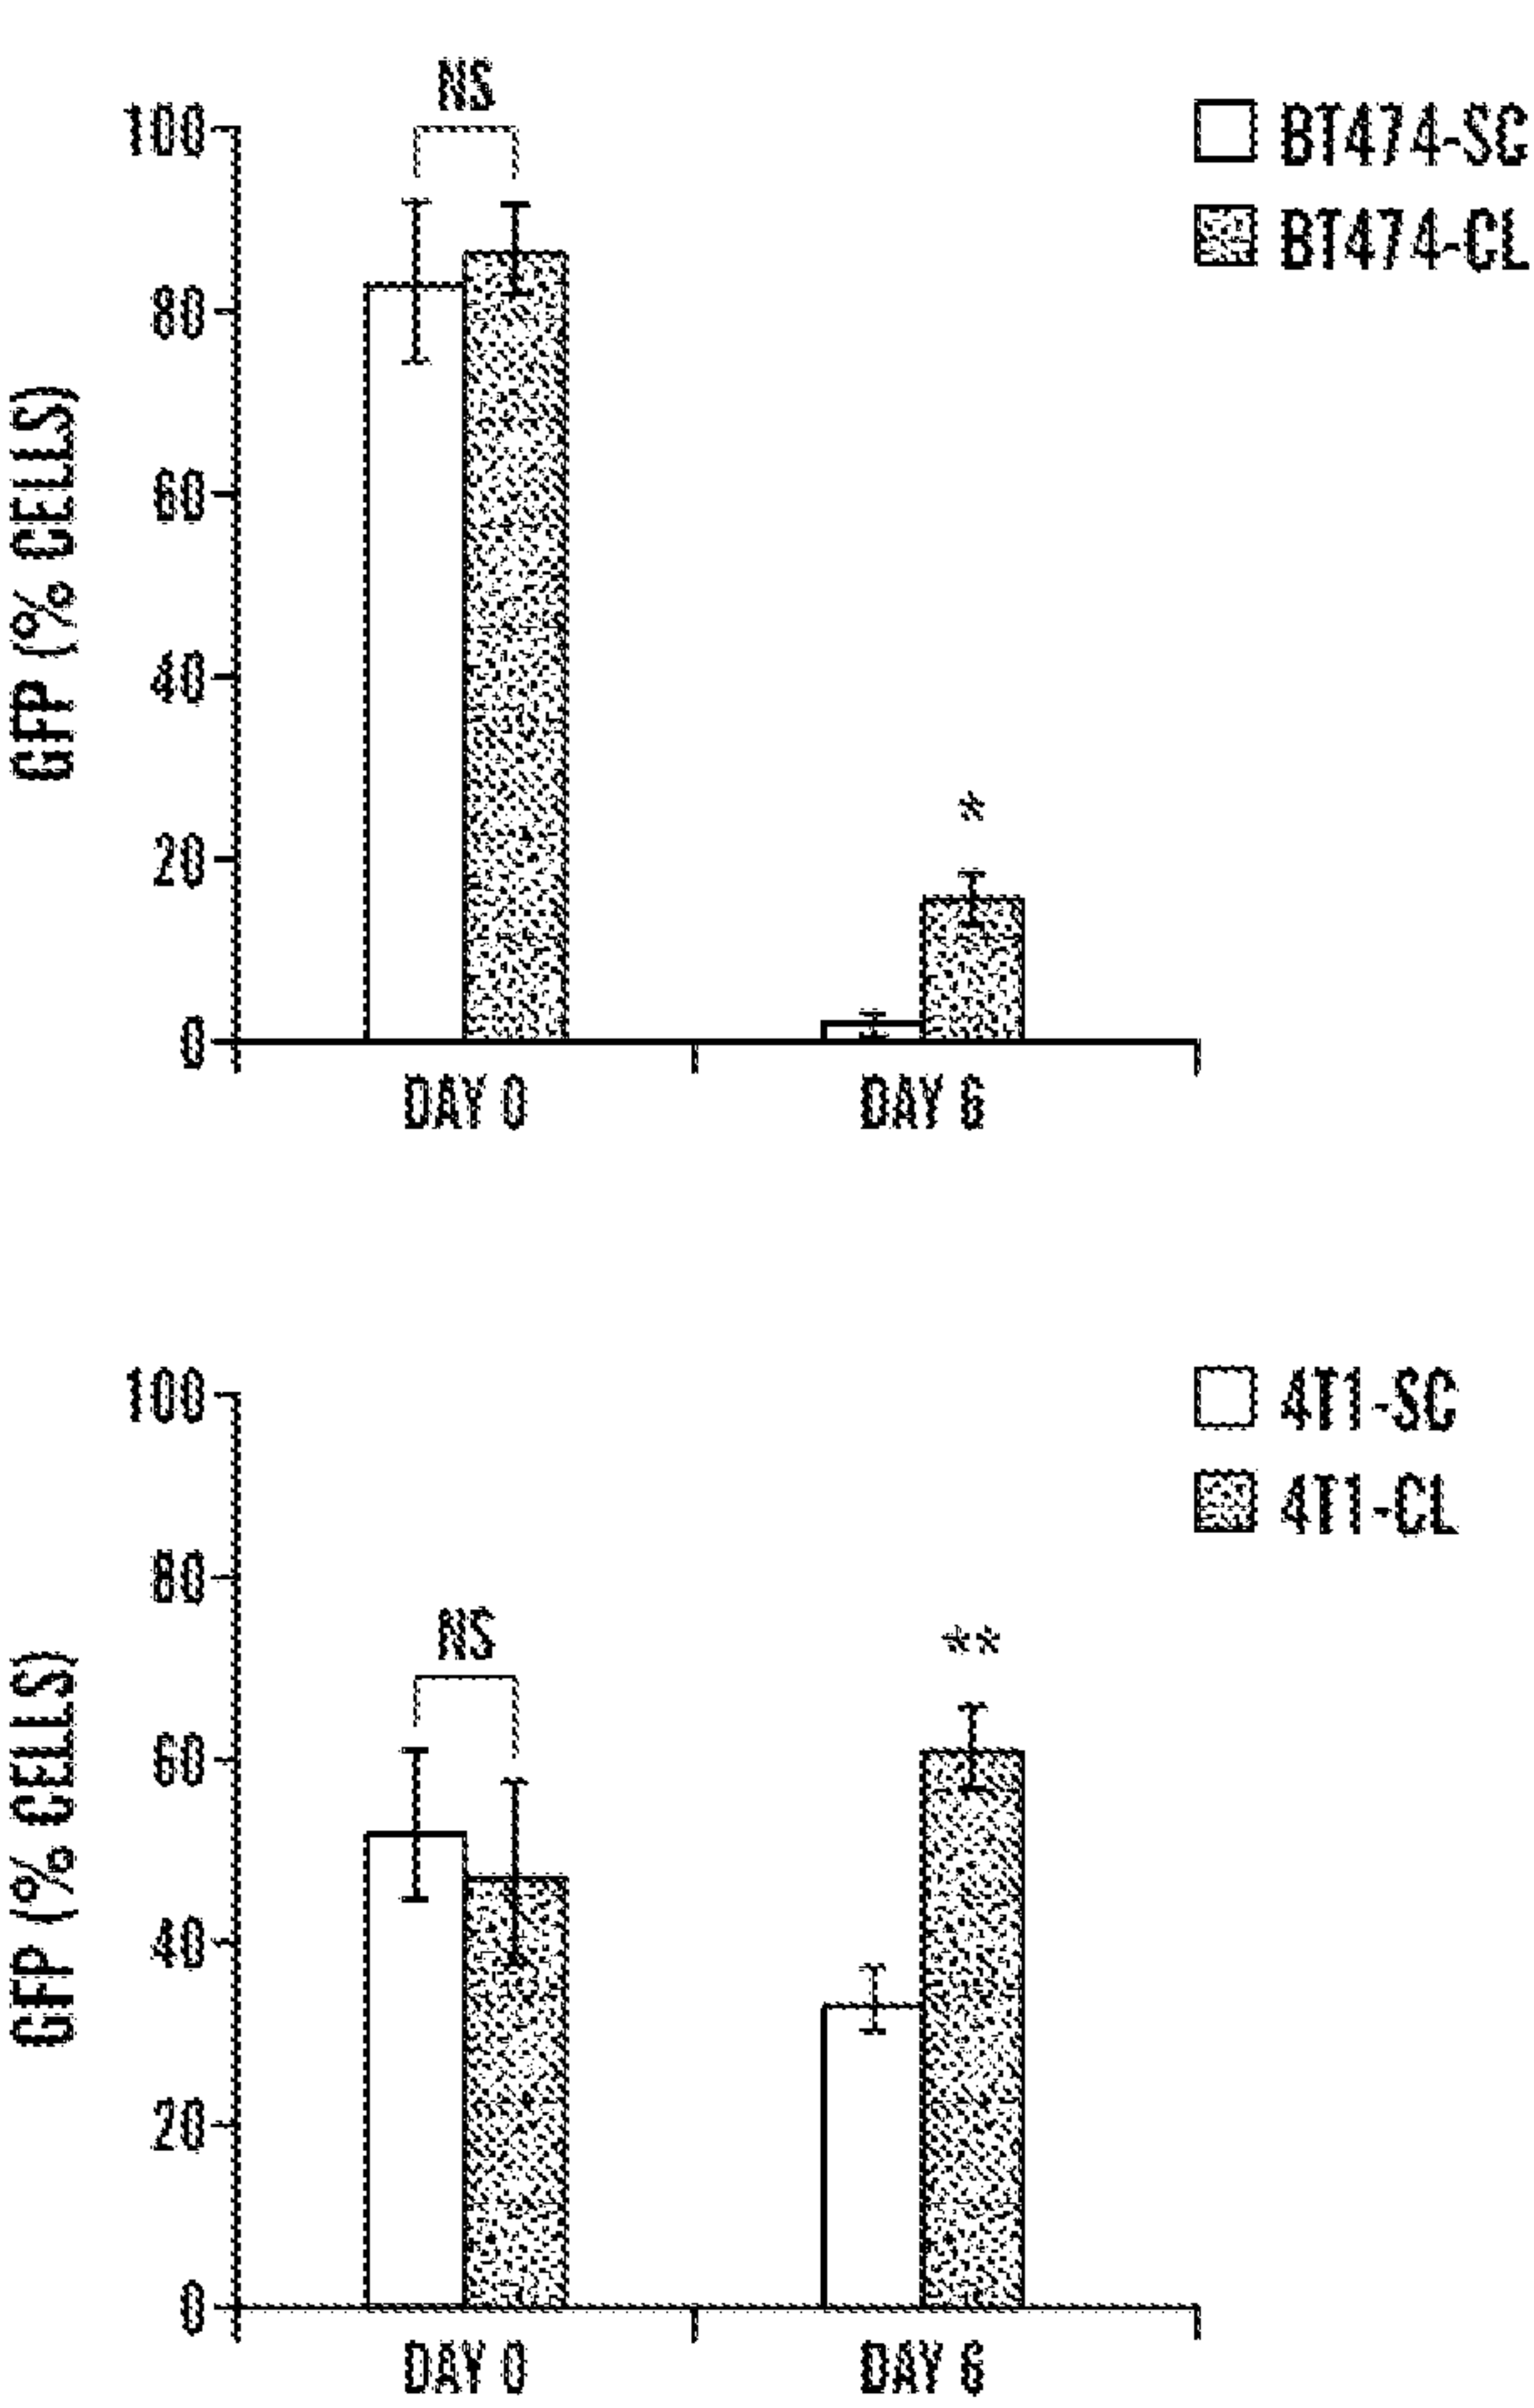 NS
100
80
60
40
20
0
GFP (% CELLS)
*
DAY 0
DAY 6
BT474-SC
BT474-CL
100
80
60
40
20
0
GFP (% CELLS)
NS
**
DAY 0
DAY 6
4T1-SC
4T1-CL